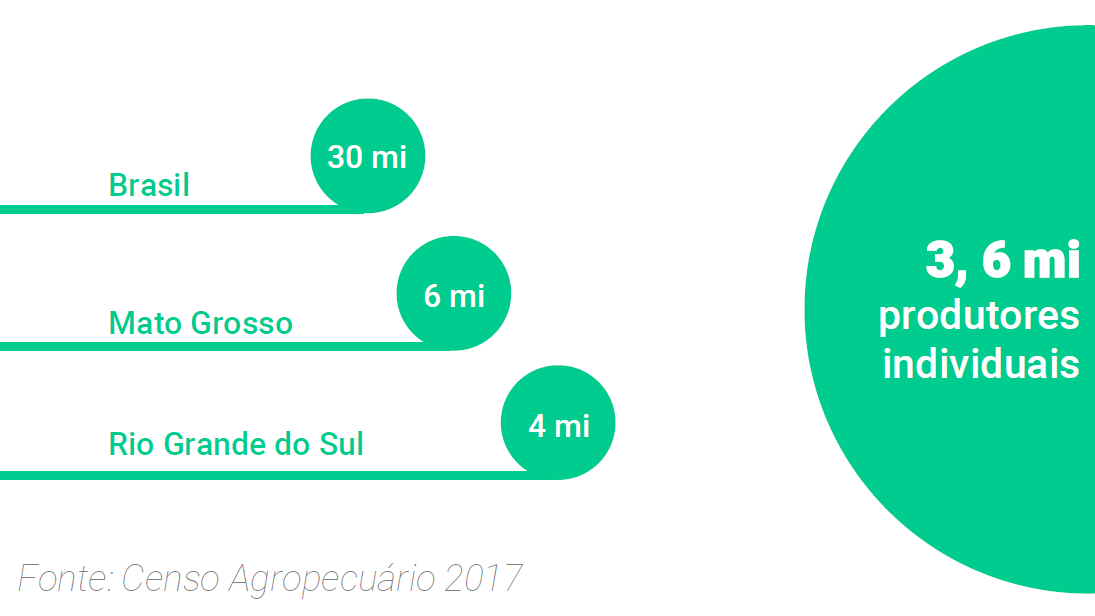 Brasil
30 mi
Mato Grosso
6 mi
Rio Grande do Sul
4 mi
3, 6 mi
produtores
individuais
Fonte: Censo Agropecuário 2017